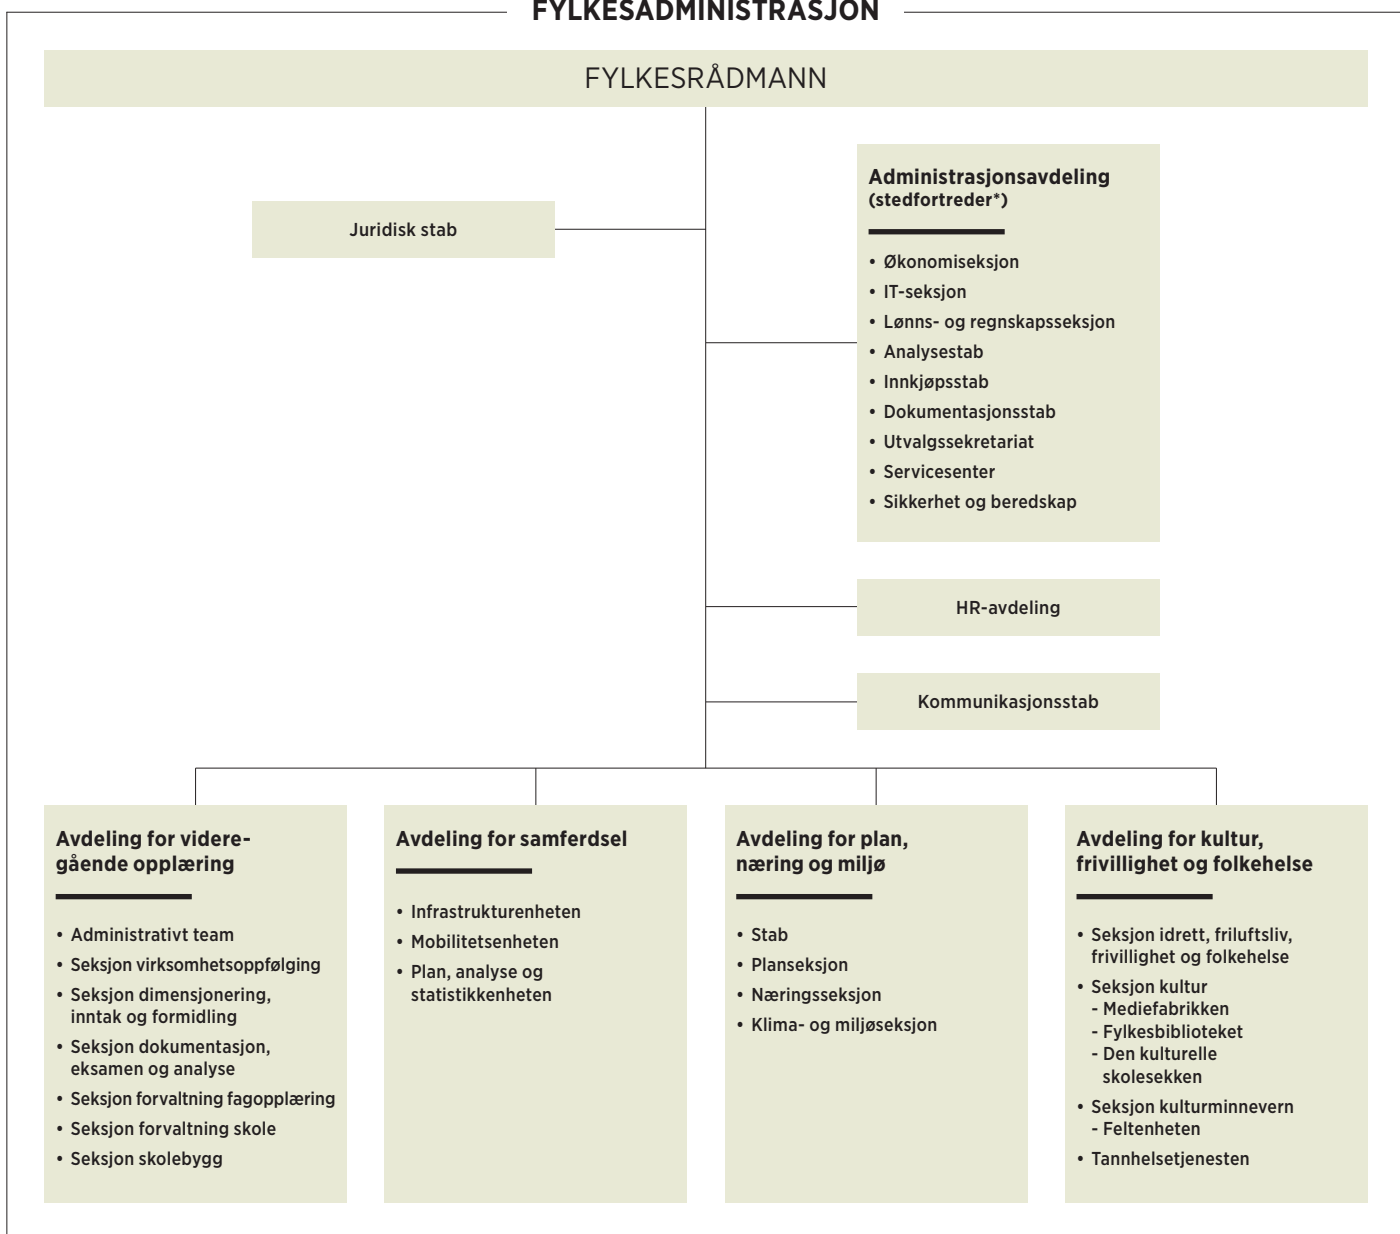 FYLKESADMINISTRASJON
FYLKESRÅDMANN
Juridisk stab
Administrasjonsavdeling
(stedfortreder*)
• Økonomiseksjon
• IT-seksjon
• Lønns- og regnskapsseksjon
• Analysestab
• Innkjøpsstab
• Dokumentasjonsstab
• Utvalgssekretariat
• Servicesenter
• Sikkerhet og beredskap
HR-avdeling
Kommunikasjonsstab
Avdeling for videre-
gående opplæring
• Administrativt team
• Seksjon virksomhetsoppfølging
• Seksjon dimensjonering,
inntak og formidling
• Seksjon dokumentasjon,
eksamen og analyse
• Seksjon forvaltning fagopplæring
• Seksjon forvaltning skole
• Seksjon skolebygg
Avdeling for samferdsel
• Infrastrukturenheten
• Mobilitetsenheten
• Plan, analyse og
statistikkenheten
Avdeling for plan,
næring og miljø
• Stab
• Planseksjon
• Næringsseksjon
• Klima- og miljøseksjon
Avdeling for kultur,
frivillighet og folkehelse
• Seksjon idrett, friluftsliv,
frivillighet og folkehelse
• Seksjon kultur
- Mediefabrikken
- Fylkesbiblioteket
- Den kulturelle
skolesekken
• Seksjon kulturminnevern
- Feltenheten
• Tannhelsetjenesten